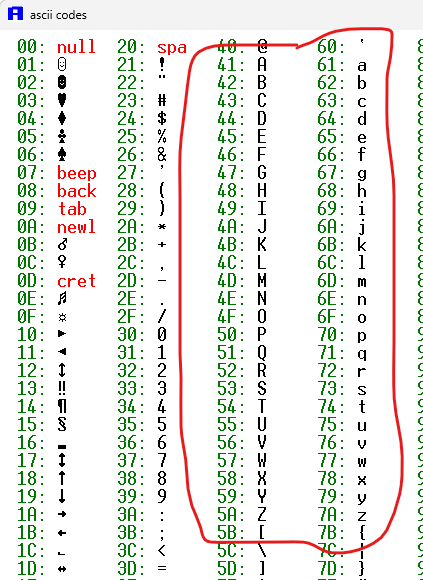 ascii codes
00: null 20: spa 40: @ 60: `
01: ☺ 21: ! 41: A 61: a 8
02: ☻ 22: " 42: B 62: b 8
03: ♥ 23: # 43: C 63: c 8
04: ♦ 24: $ 44: D 64: d 8
05: ♣ 25: % 45: E 65: e 8
06: ♠ 26: & 46: F 66: f 8
07: beep 27: ' 47: G 67: g 8
08: back 28: ( 48: H 68: h 8
09: tab 29: ) 49: I 69: i 8
0A: newl 2A: * 4A: J 6A: j 8
0B: ♂ 2B: + 4B: K 6B: k 8
0C: ♀ 2C: , 4C: L 6C: l 8
0D: cret 2D: - 4D: M 6D: m 8
0E: ♬ 2E: . 4E: N 6E: n 8
0F: ☼ 2F: / 4F: O 6F: o 8
10: ► 30: 0 50: P 70: p 9
11: ◄ 31: 1 51: Q 71: q 9
12: ↕ 32: 2 52: R 72: r 9
13: ‼ 33: 3 53: S 73: s 9
14: ¶ 34: 4 54: T 74: t 9
15: § 35: 5 55: U 75: u 9
16: ▬ 36: 6 56: V 76: v 9
17: ↨ 37: 7 57: W 77: w 9
18: ↑ 38: 8 58: X 78: x 9
19: ↓ 39: 9 59: Y 79: y 9
1A: → 3A: : 5A: Z 7A: z 9
1B: ← 3B: ; 5B: [ 7B: { 9
1C: ∟ 3C: < 5C: \ 7C: | 9
1D: ↔ 3D: = 5D: ] 7D: } 9